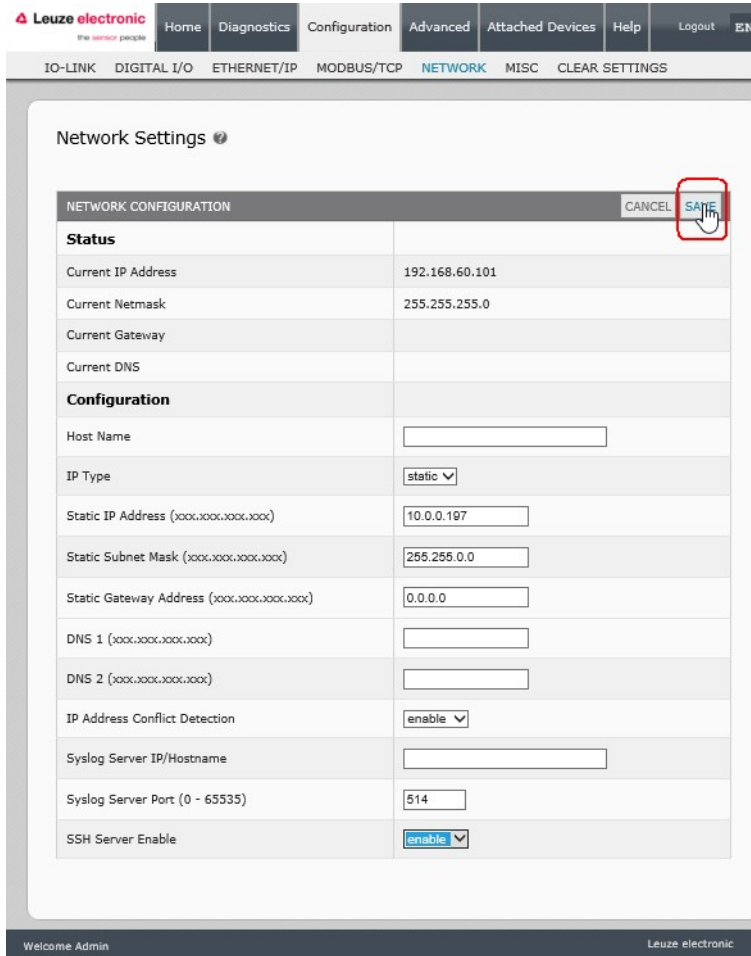 Leuze electronic
the sensor people
Home Diagnostics Configuration Advanced Attached Devices Help Logout EN
IO-LINK DIGITAL I/O ETHERNET/IP MODBUS/TCP NETWORK MISC CLEAR SETTINGS
Network Settings
NETWORK CONFIGURATION CANCEL SAVE
Status
Current IP Address 192.168.60.101
Current Netmask 255.255.255.0
Current Gateway
Current DNS
Configuration
Host Name
IP Type static
Static IP Address (xxx.xxx.xxx.xxx) 10.0.0.197
Static Subnet Mask (xxx.xxx.xxx.xxx) 255.255.0.0
Static Gateway Address (xxx.xxx.xxx.xxx) 0.0.0.0
DNS 1 (xxx.xxx.xxx.xxx)
DNS 2 (xxx.xxx.xxx.xxx)
IP Address Conflict Detection enable
Syslog Server IP/Hostname
Syslog Server Port (0 - 65535) 514
SSH Server Enable enable
Welcome Admin Leuze electronic